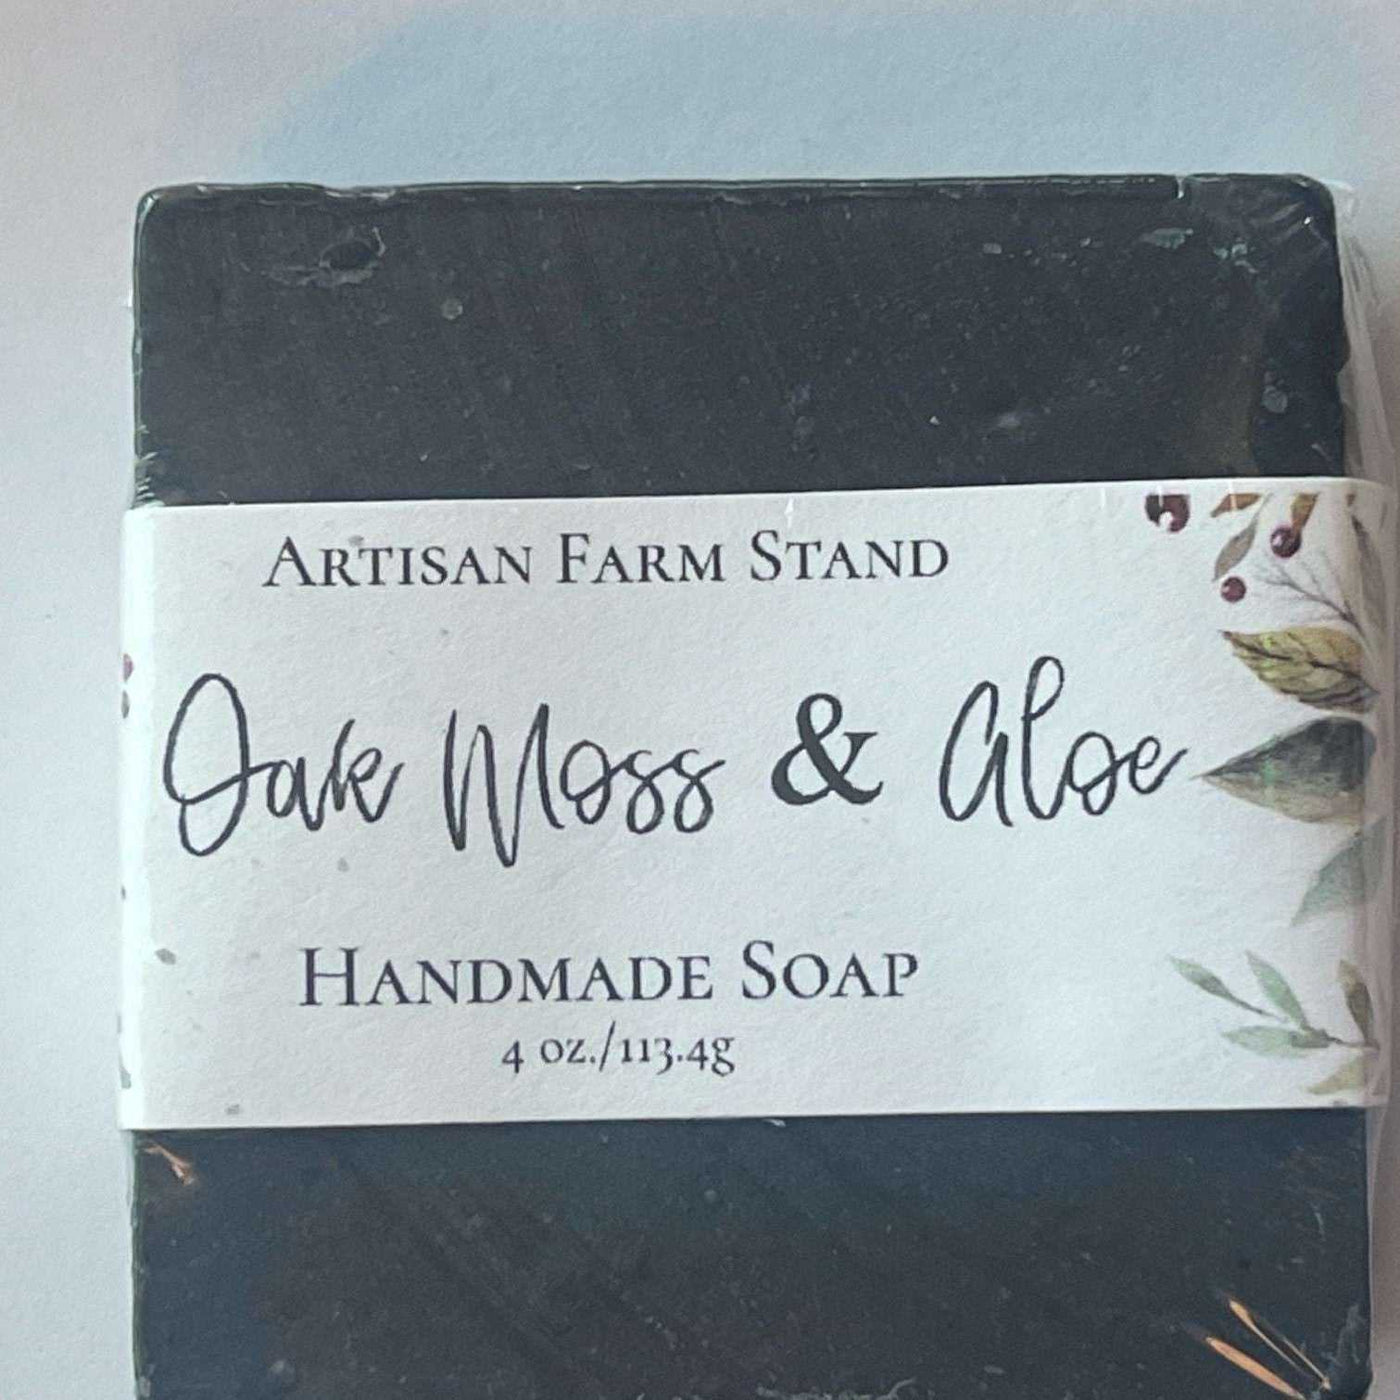 Artisan Farm Stand
Oak Moss & Aloe
Handmade Soap
4 oz./113.4g